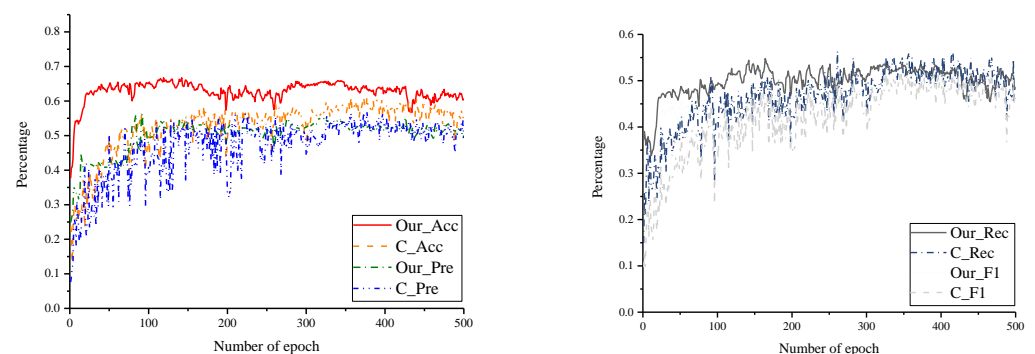 0.8
0.7
0.6
0.5
0.4
0.3
0.2
0.1
0.0
Percentage
0
100
200
300
400
500
Number of epoch
Our_Acc
C_Acc
Our_Pre
C_Pre
0.6
0.5
0.4
0.3
0.2
0.1
0.0
Percentage
0
100
200
300
400
500
Number of epoch
Our_Rec
C_Rec
Our_F1
C_F1